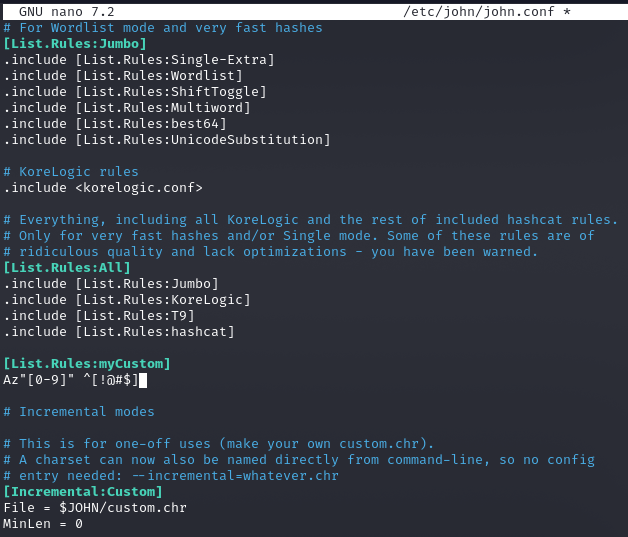 GNU nano 7.2 /etc/john/john.conf *
# For Wordlist mode and very fast hashes
[List.Rules:Jumbo]
.include [List.Rules:Single-Extra]
.include [List.Rules:Wordlist]
.include [List.Rules:ShiftToggle]
.include [List.Rules:Multiword]
.include [List.Rules:best64]
.include [List.Rules:UnicodeSubstitution]
# KoreLogic rules
.include <korelogic.conf>
# Everything, including all KoreLogic and the rest of included hashcat rules.
# Only for very fast hashes and/or Single mode. Some of these rules are of
# ridiculous quality and lack optimizations - you have been warned.
[List.Rules:All]
.include [List.Rules:Jumbo]
.include [List.Rules:KoreLogic]
.include [List.Rules:T9]
.include [List.Rules:hashcat]
[List.Rules:myCustom]
Az"[0-9]" ^[!@#$]
# Incremental modes
# This is for one-off uses (make your own custom.chr).
# A charset can now also be named directly from command-line, so no config
# entry needed: --incremental=whatever.chr
[Incremental:Custom]
File = $JOHN/custom.chr
MinLen = 0